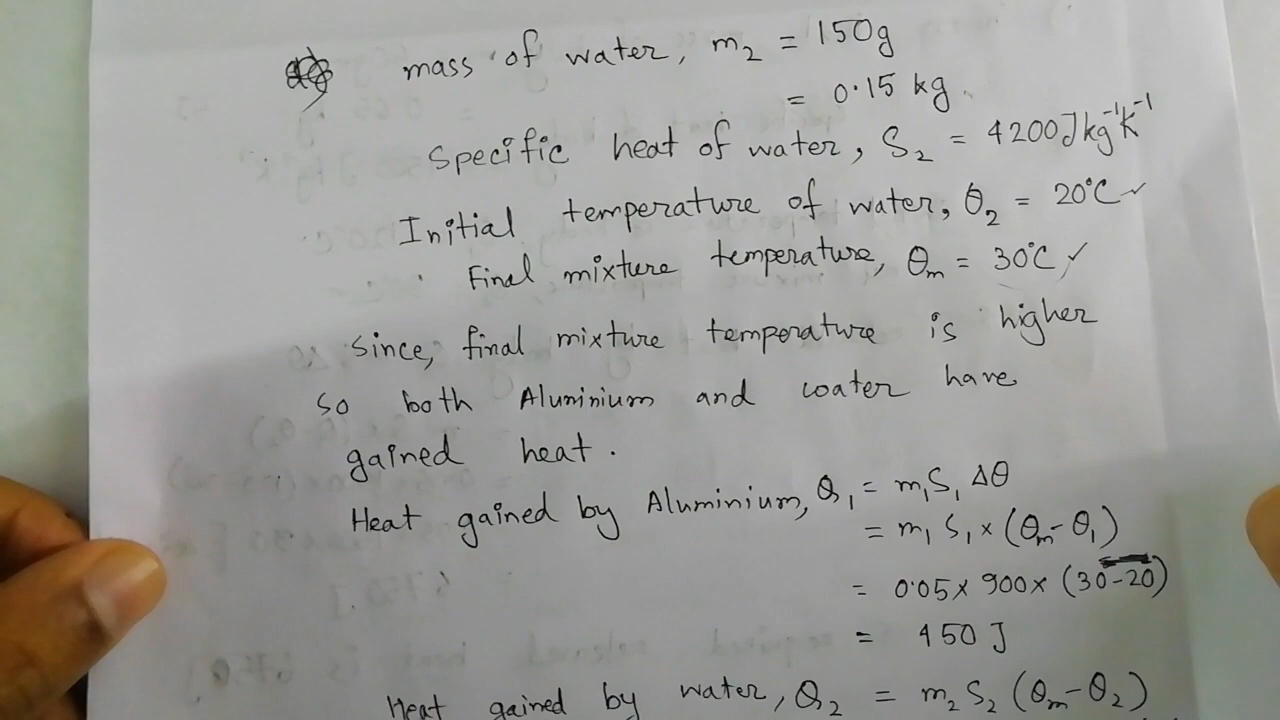 mass of water, m₂ = 150g
= 0.15 kg
Specific heat of water, S₂ = 4200 J kg⁻¹K⁻¹
Initial temperature of water, θ₂ = 20°C ✓
Final mixture temperature, θm = 30°C ✓
Since, final mixture temperature is higher
so both Aluminium and water have
gained heat.
Heat gained by Aluminium, Q₁ = m₁S₁ Δθ
= m₁ S₁ × (θm - θ₁)
= 0.05 × 900 × (30-20)
= 450 J
Heat gained by water, Q₂ = m₂ S₂ (θm - θ₂)